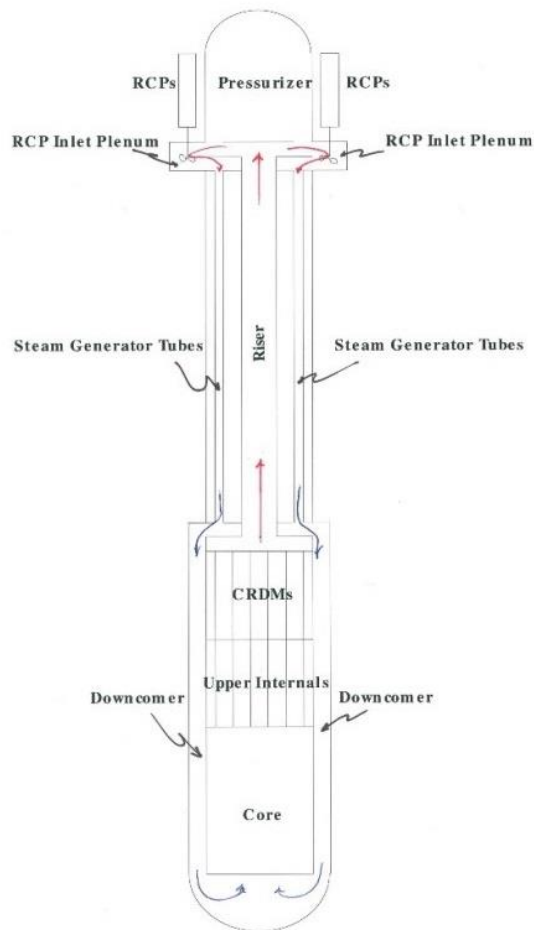 RCPs
Pressurizer
RCPs
RCP Inlet Plenum
RCP Inlet Plenum
Riser
Steam Generator Tubes
Steam Generator Tubes
CRDMs
Upper Internals
Downcomer
Downcomer
Core